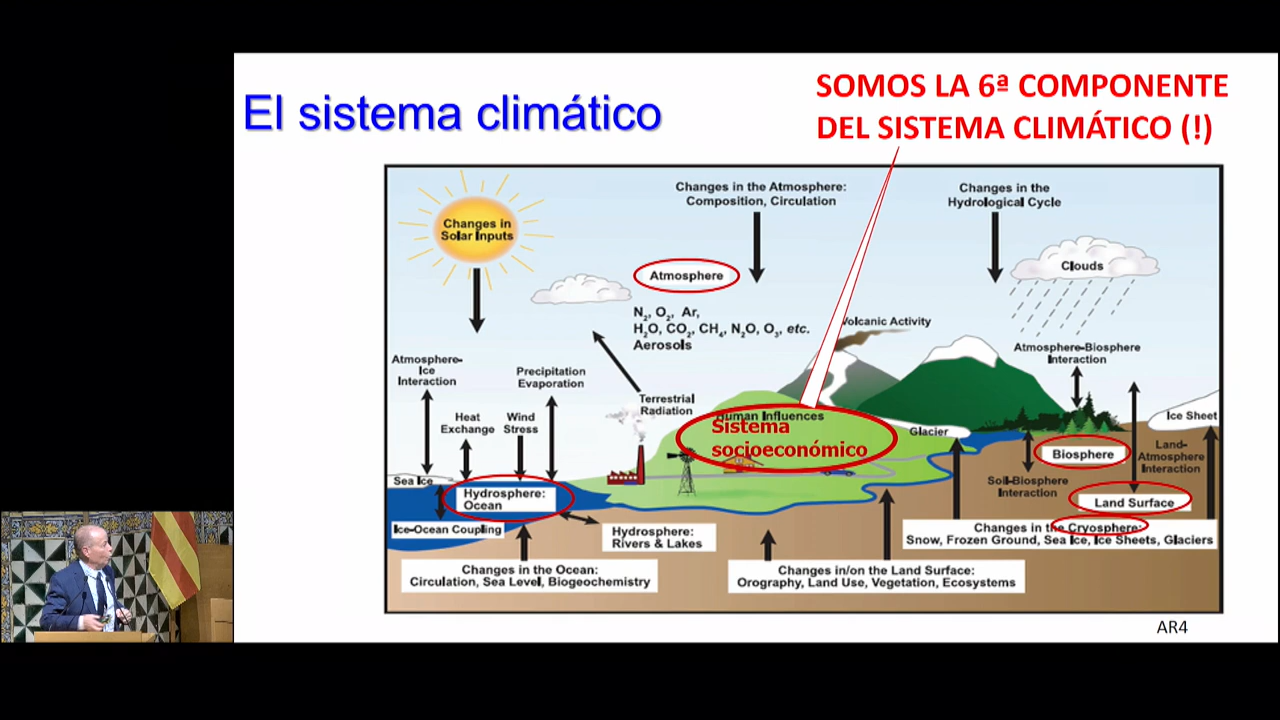 El sistema climático
SOMOS LA 6ª COMPONENTE
DEL SISTEMA CLIMÁTICO (!)
Changes in
Solar Inputs
Changes in the Atmosphere:
Composition, Circulation
Changes in the
Hydrological Cycle
Atmosphere
Clouds
N₂, O₂, Ar,
H₂O, CO₂, CH₄, N₂O, O₃, etc.
Aerosols
Volcanic Activity
Atmosphere-
Ice
Interaction
Precipitation
Evaporation
Atmosphere-Biosphere
Interaction
Terrestrial
Radiation
Heat
Exchange
Wind
Stress
Human Influences
Sistema
socioeconómico
Glacier
Ice Sheet
Biosphere
Land-
Atmosphere
Interaction
Soil-Biosphere
Interaction
Sea Ice
Hydrosphere:
Ocean
Land Surface
Ice-Ocean Coupling
Hydrosphere:
Rivers & Lakes
Changes in the Cryosphere:
Snow, Frozen Ground, Sea Ice, Ice Sheets, Glaciers
Changes in the Ocean:
Circulation, Sea Level, Biogeochemistry
Changes in/on the Land Surface:
Orography, Land Use, Vegetation, Ecosystems
AR4